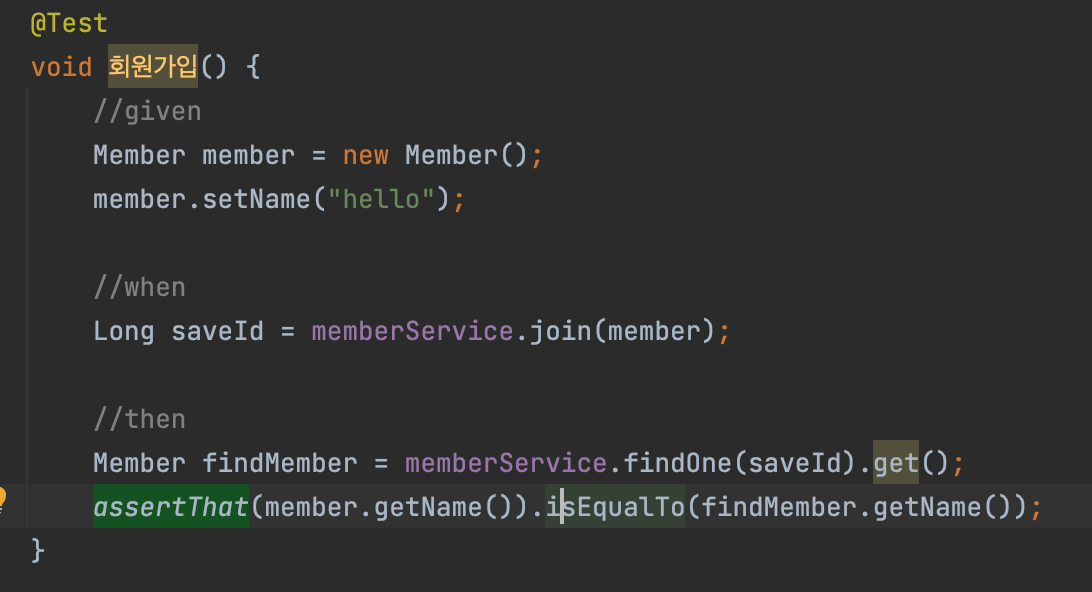 @Test
void 회원가입() {
//given
Member member = new Member();
member.setName("hello");
//when
Long saveId = memberService.join(member);
//then
Member findMember = memberService.findOne(saveId).get();
assertThat(member.getName()).isEqualTo(findMember.getName());
}